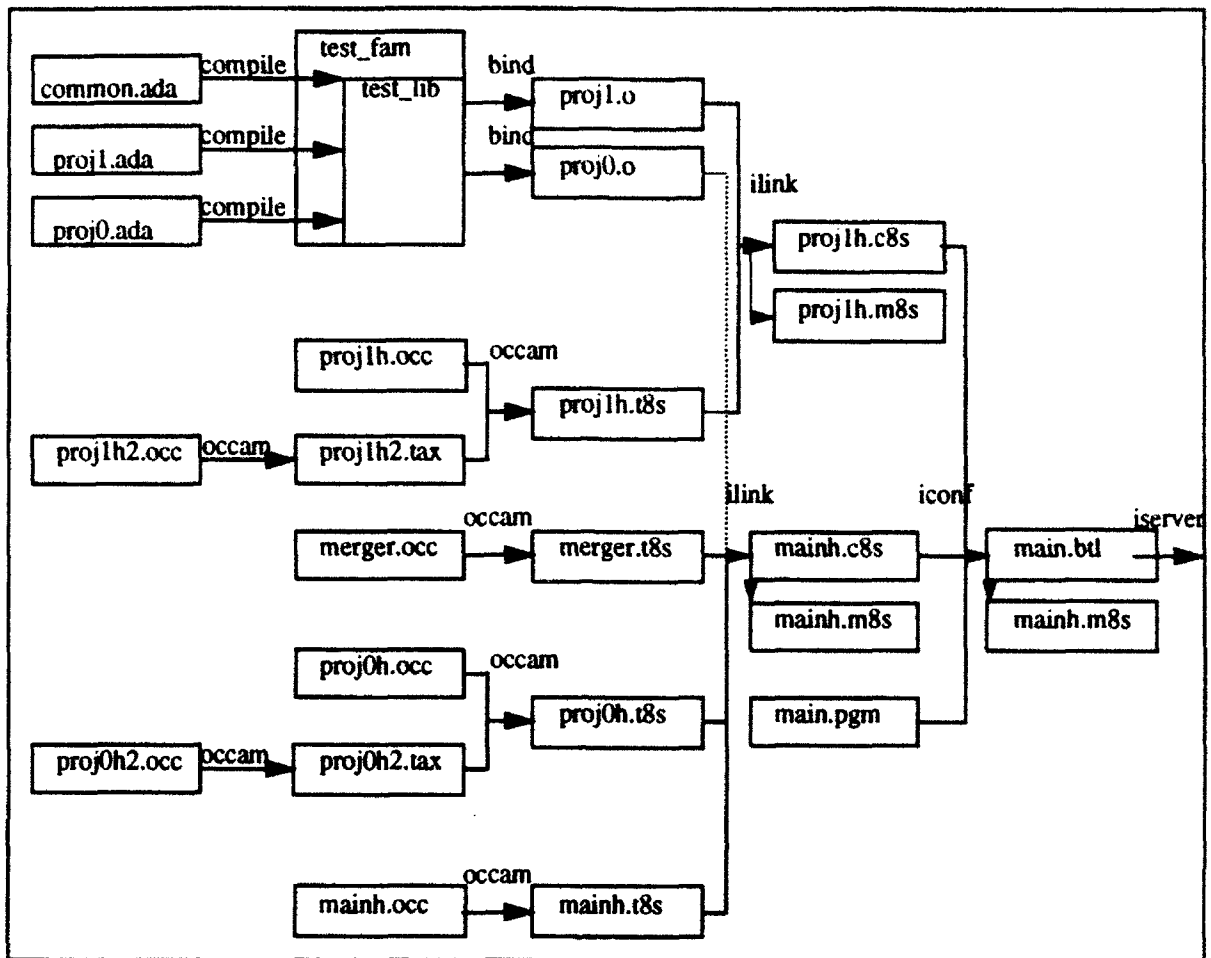 test_fam
compile
bind
common.ada
test_lib
proj1.o
compile
bind
proj1.ada
proj0.o
compile
ilink
proj0.ada
proj1h.c8s
proj1h.m8s
proj1h.occ
occam
proj1h.t8s
proj1h2.occ
occam
proj1h2.tax
occam
ilink
iconf
iserver
merger.occ
merger.t8s
mainh.c8s
main.btl
mainh.m8s
mainh.m8s
proj0h.occ
occam
proj0h.t8s
main.pgm
proj0h2.occ
occam
proj0h2.tax
occam
mainh.occ
mainh.t8s